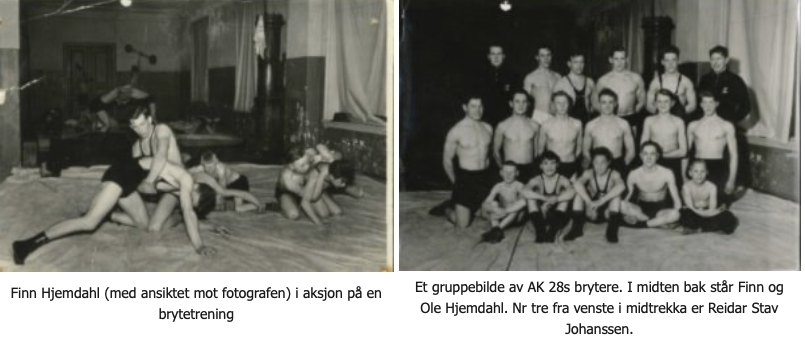 Finn Hjemdahl (med ansiktet mot fotografen) i aksjon på en
brytetrening
Et gruppebilde av AK 28s brytere. I midten bak står Finn og
Ole Hjemdahl. Nr tre fra venste i midtrekka er Reidar Stav
Johanssen.